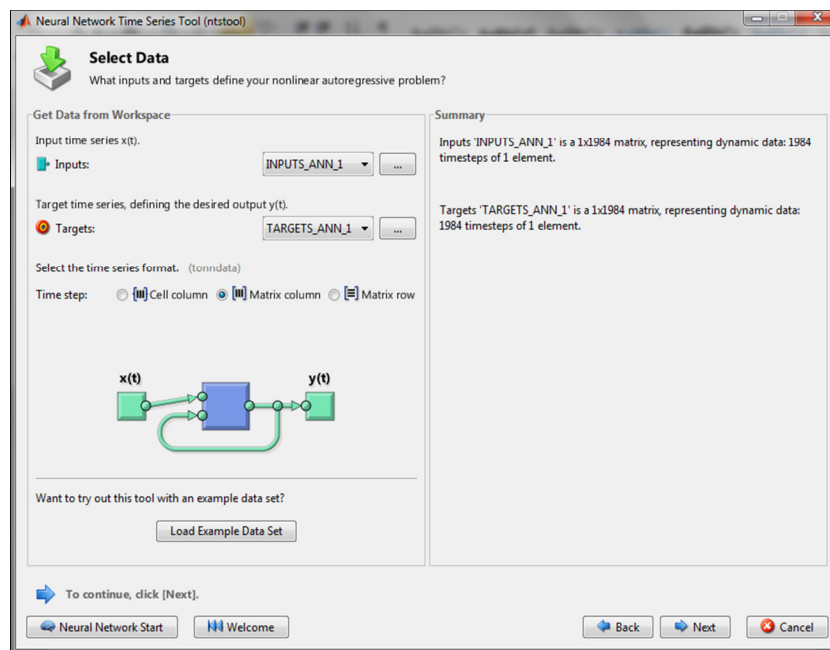 Neural Network Time Series Tool (ntstool)
Select Data
What inputs and targets define your nonlinear autoregressive problem?
Get Data from Workspace
Input time series x(t).
Inputs: INPUTS_ANN_1 ...
Target time series, defining the desired output y(t).
Targets: TARGETS_ANN_1 ...
Select the time series format. (tonndata)
Time step: Cell column Matrix column Matrix row
x(t) y(t)
Want to try out this tool with an example data set?
Load Example Data Set
Summary
Inputs 'INPUTS_ANN_1' is a 1x1984 matrix, representing dynamic data: 1984
timesteps of 1 element.
Targets 'TARGETS_ANN_1' is a 1x1984 matrix, representing dynamic data:
1984 timesteps of 1 element.
To continue, click [Next].
Neural Network Start Welcome Back Next Cancel